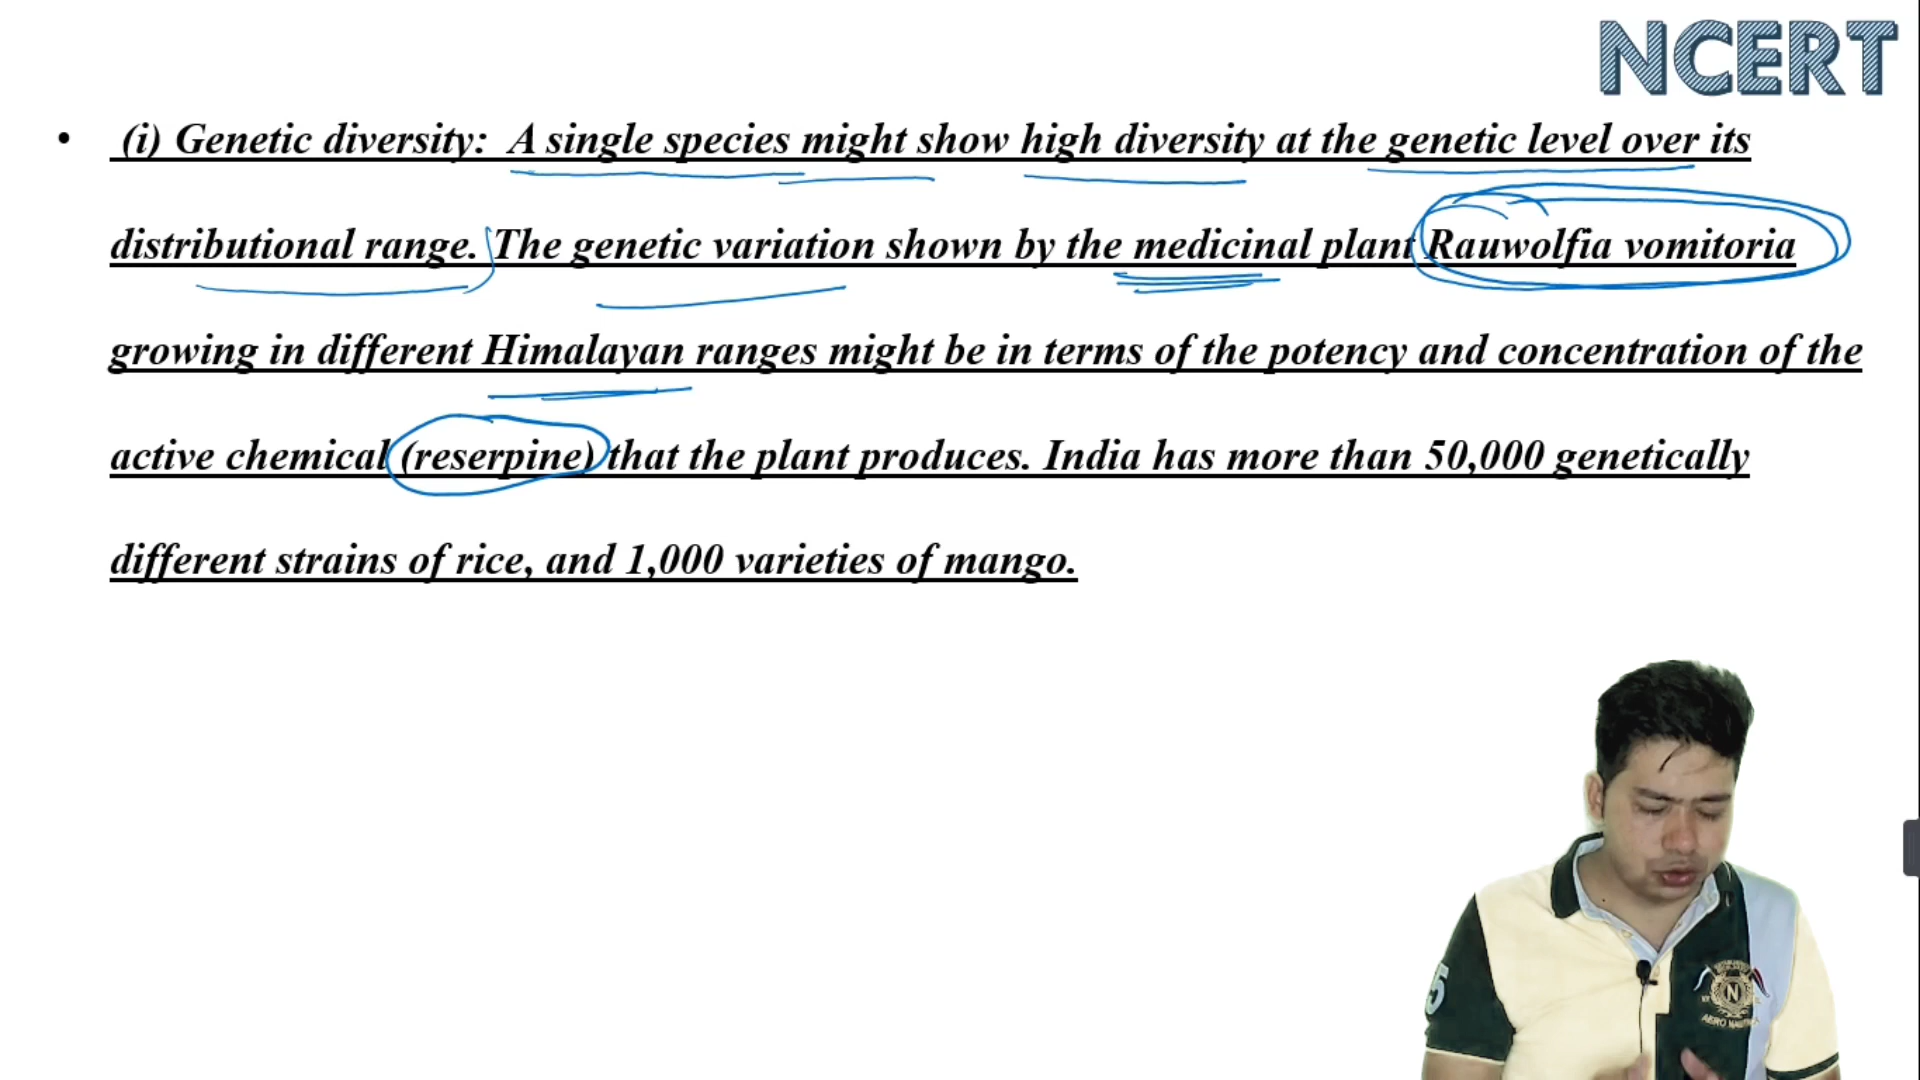 NCERT
• (i) Genetic diversity: A single species might show high diversity at the genetic level over its
distributional range. The genetic variation shown by the medicinal plant Rauwolfia vomitoria
growing in different Himalayan ranges might be in terms of the potency and concentration of the
active chemical (reserpine) that the plant produces. India has more than 50,000 genetically
different strains of rice, and 1,000 varieties of mango.
5
N